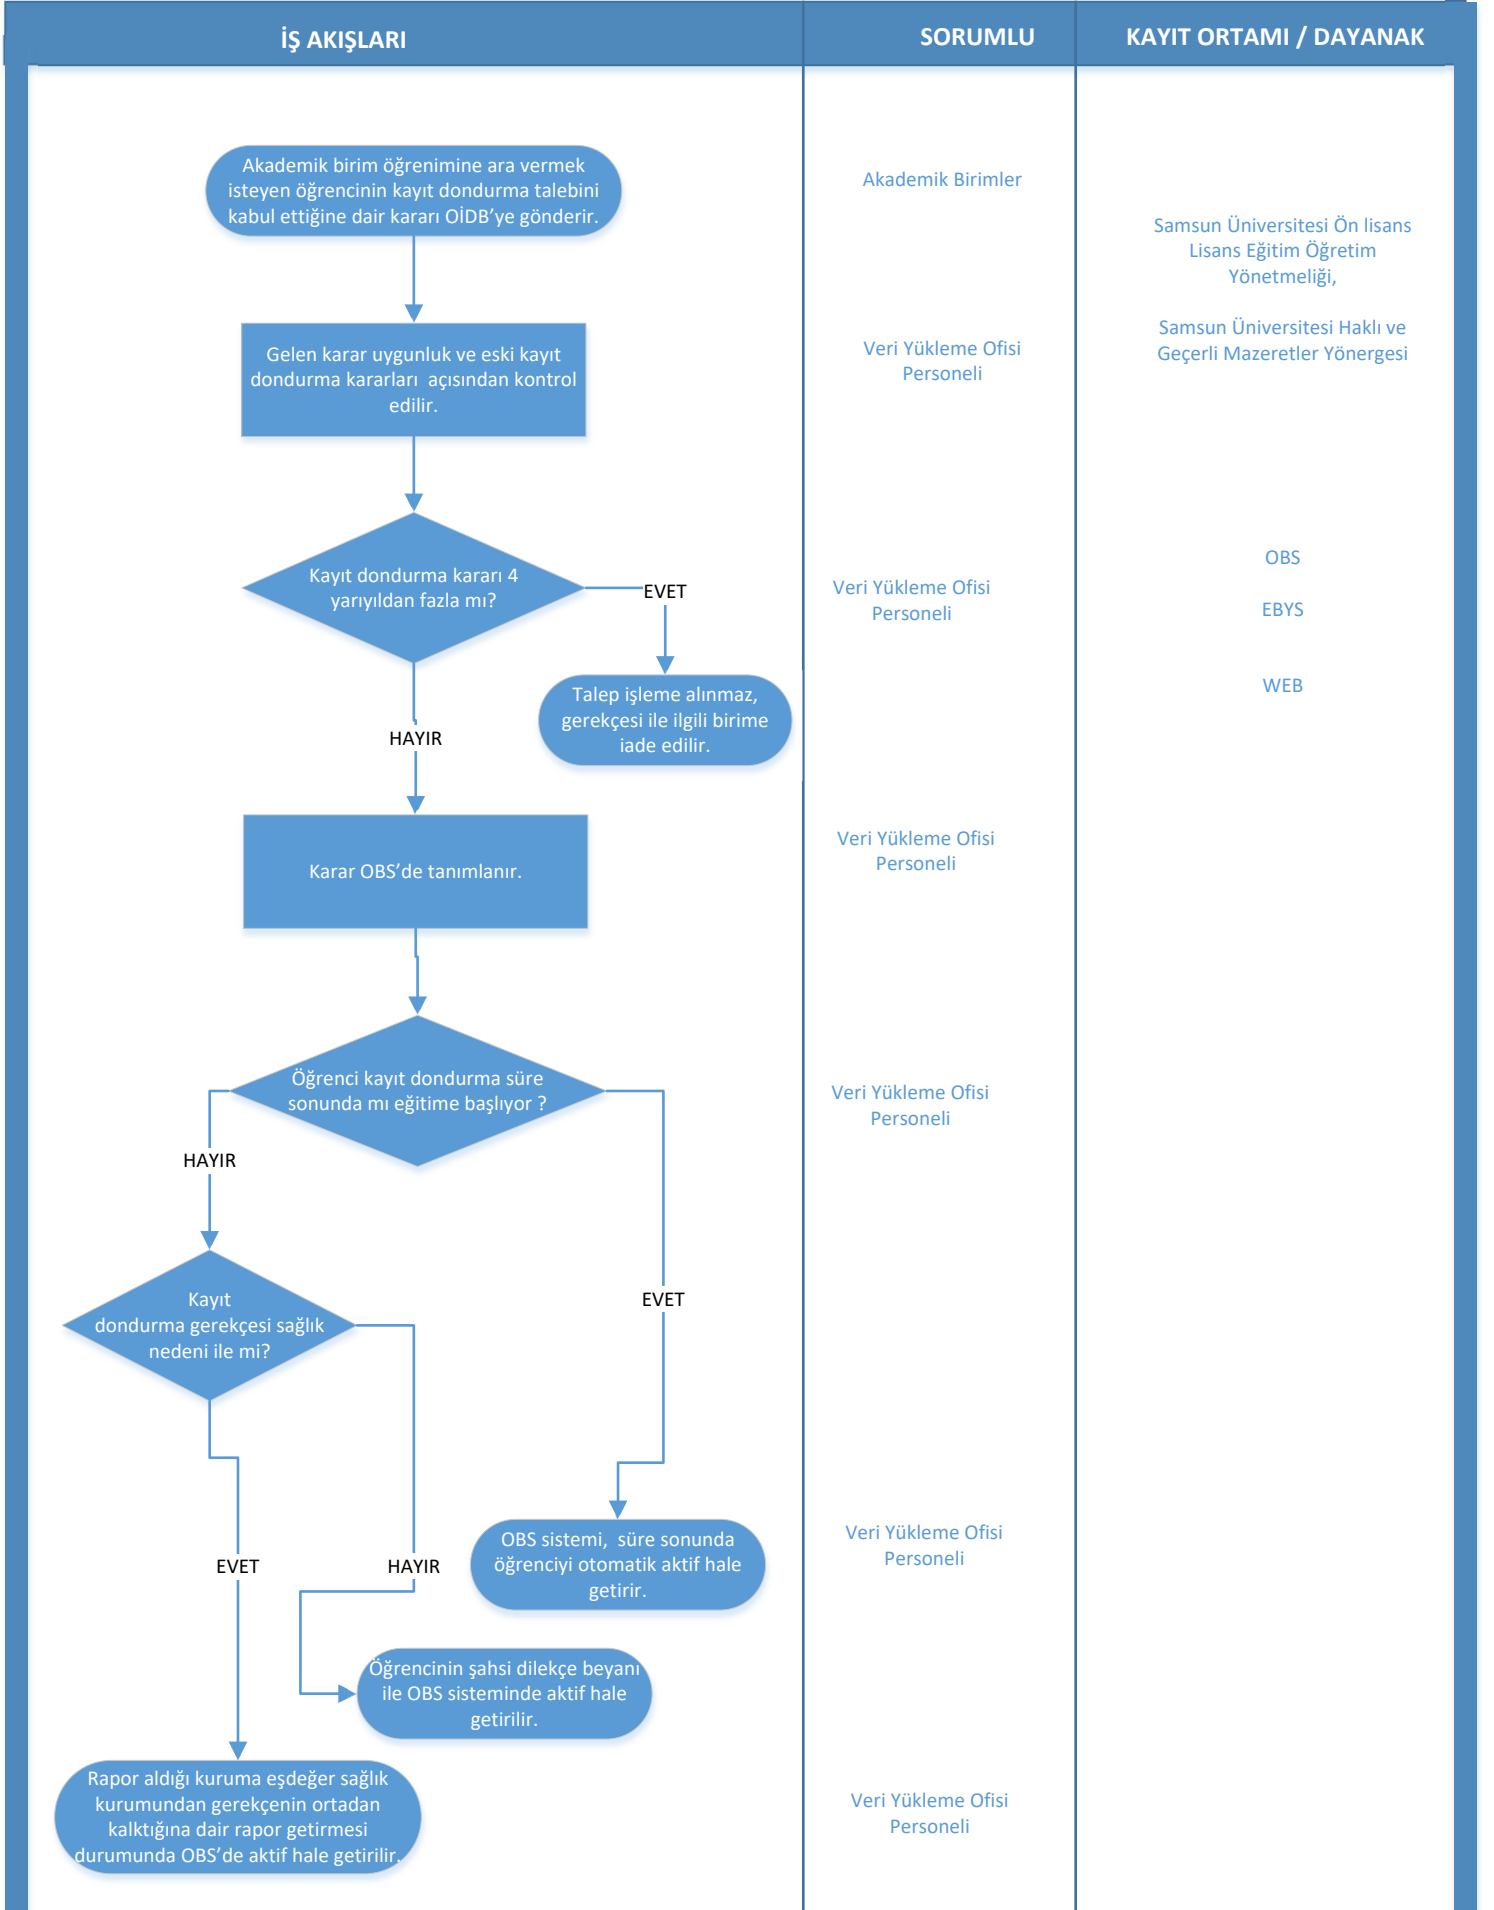 İŞ AKIŞLARI
SORUMLU
KAYIT ORTAMI / DAYANAK
Akademik birim öğrenimine ara vermek
isteyen öğrencinin kayıt dondurma talebini
kabul ettiğine dair kararı OİDB’ye gönderir.
Akademik Birimler
Samsun Üniversitesi Ön lisans
Lisans Eğitim Öğretim
Yönetmeliği,
Samsun Üniversitesi Haklı ve
Geçerli Mazeretler Yönergesi
Gelen karar uygunluk ve eski kayıt
dondurma kararları açısından kontrol
edilir.
Veri Yükleme Ofisi
Personeli
Kayıt dondurma kararı 4
yarıyıldan fazla mı?
EVET
Veri Yükleme Ofisi
Personeli
OBS
EBYS
WEB
Talep işleme alınmaz,
gerekçesi ile ilgili birime
iade edilir.
HAYIR
Karar OBS’de tanımlanır.
Veri Yükleme Ofisi
Personeli
Öğrenci kayıt dondurma süre
sonunda mı eğitime başlıyor ?
Veri Yükleme Ofisi
Personeli
HAYIR
EVET
Kayıt
dondurma gerekçesi sağlık
nedeni ile mi?
OBS sistemi, süre sonunda
öğrenciyi otomatik aktif hale
getirir.
Veri Yükleme Ofisi
Personeli
EVET
HAYIR
Öğrencinin şahsi dilekçe beyanı
ile OBS sisteminde aktif hale
getirilir.
Rapor aldığı kuruma eşdeğer sağlık
kurumundan gerekçenin ortadan
kalktığına dair rapor getirmesi
durumunda OBS’de aktif hale getirilir.
Veri Yükleme Ofisi
Personeli